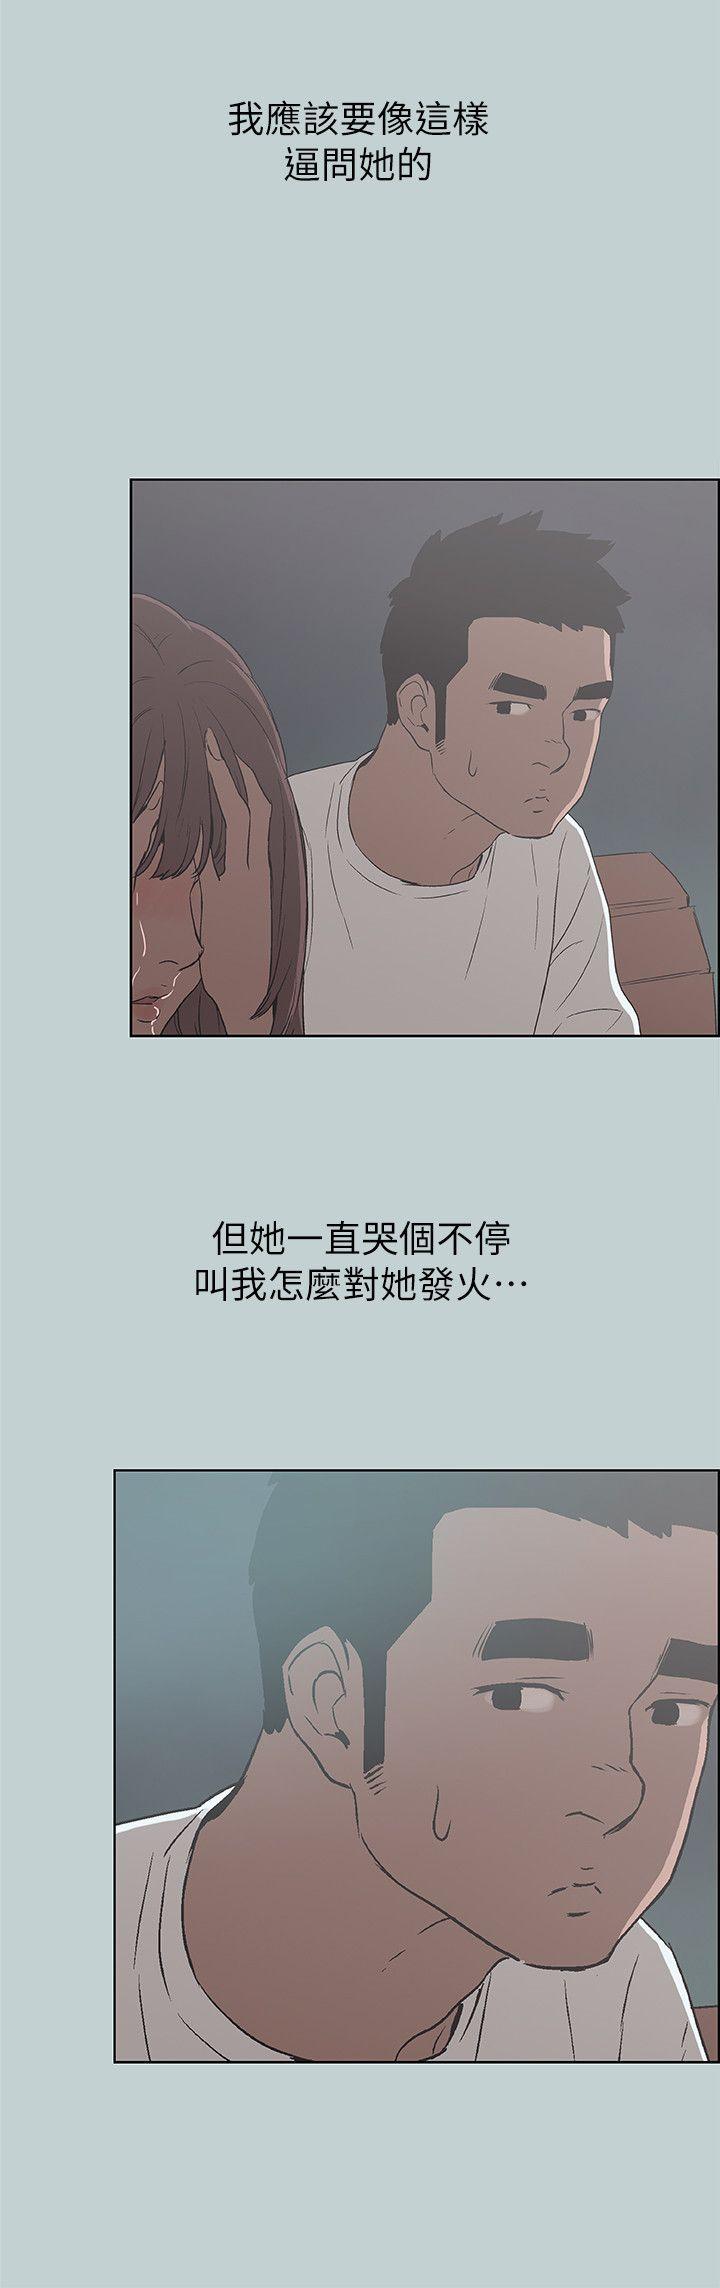 我應該要像這樣
逼問她的
但她一直哭個不停
叫我怎麼對她發火⋯